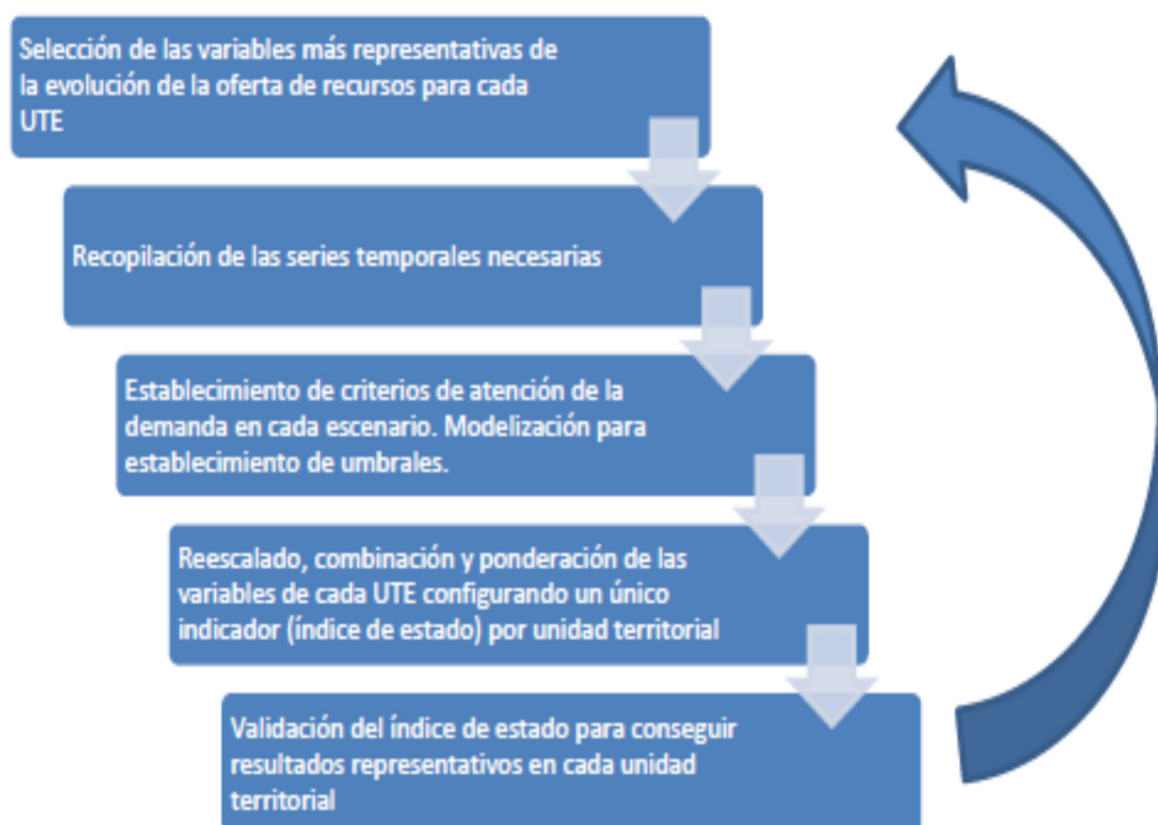 Selección de las variables más representativas de
la evolución de la oferta de recursos para cada
UTE
Recopilación de las series temporales necesarias
Establecimiento de criterios de atención de la
demanda en cada escenario. Modelización para
establecimiento de umbrales.
Reescalado, combinación y ponderación de las
variables de cada UTE configurando un único
indicador (índice de estado) por unidad territorial
Validación del índice de estado para conseguir
resultados representativos en cada unidad
territorial